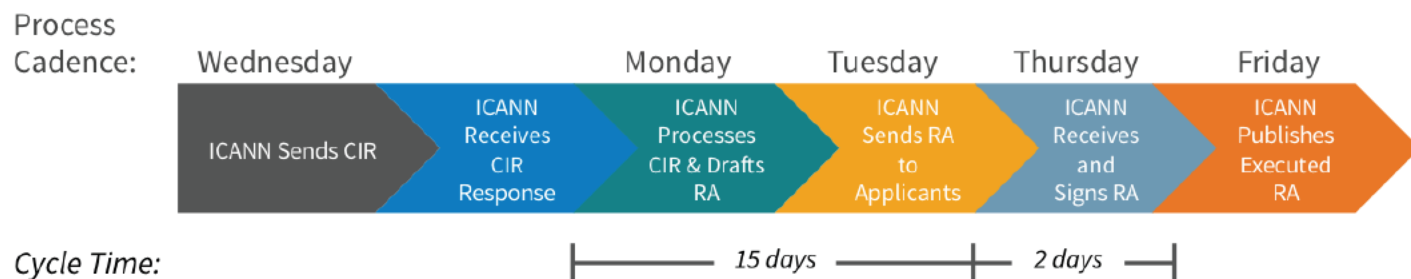 Process
Cadence:
Wednesday
Monday
Tuesday
Thursday
Friday
ICANN Sends CIR
ICANN
Receives
CIR
Response
ICANN
Processes
CIR & Drafts
RA
ICANN
Sends RA
to
Applicants
ICANN
Receives
and
Signs RA
ICANN
Publishes
Executed
RA
Cycle Time:
15 days
2 days